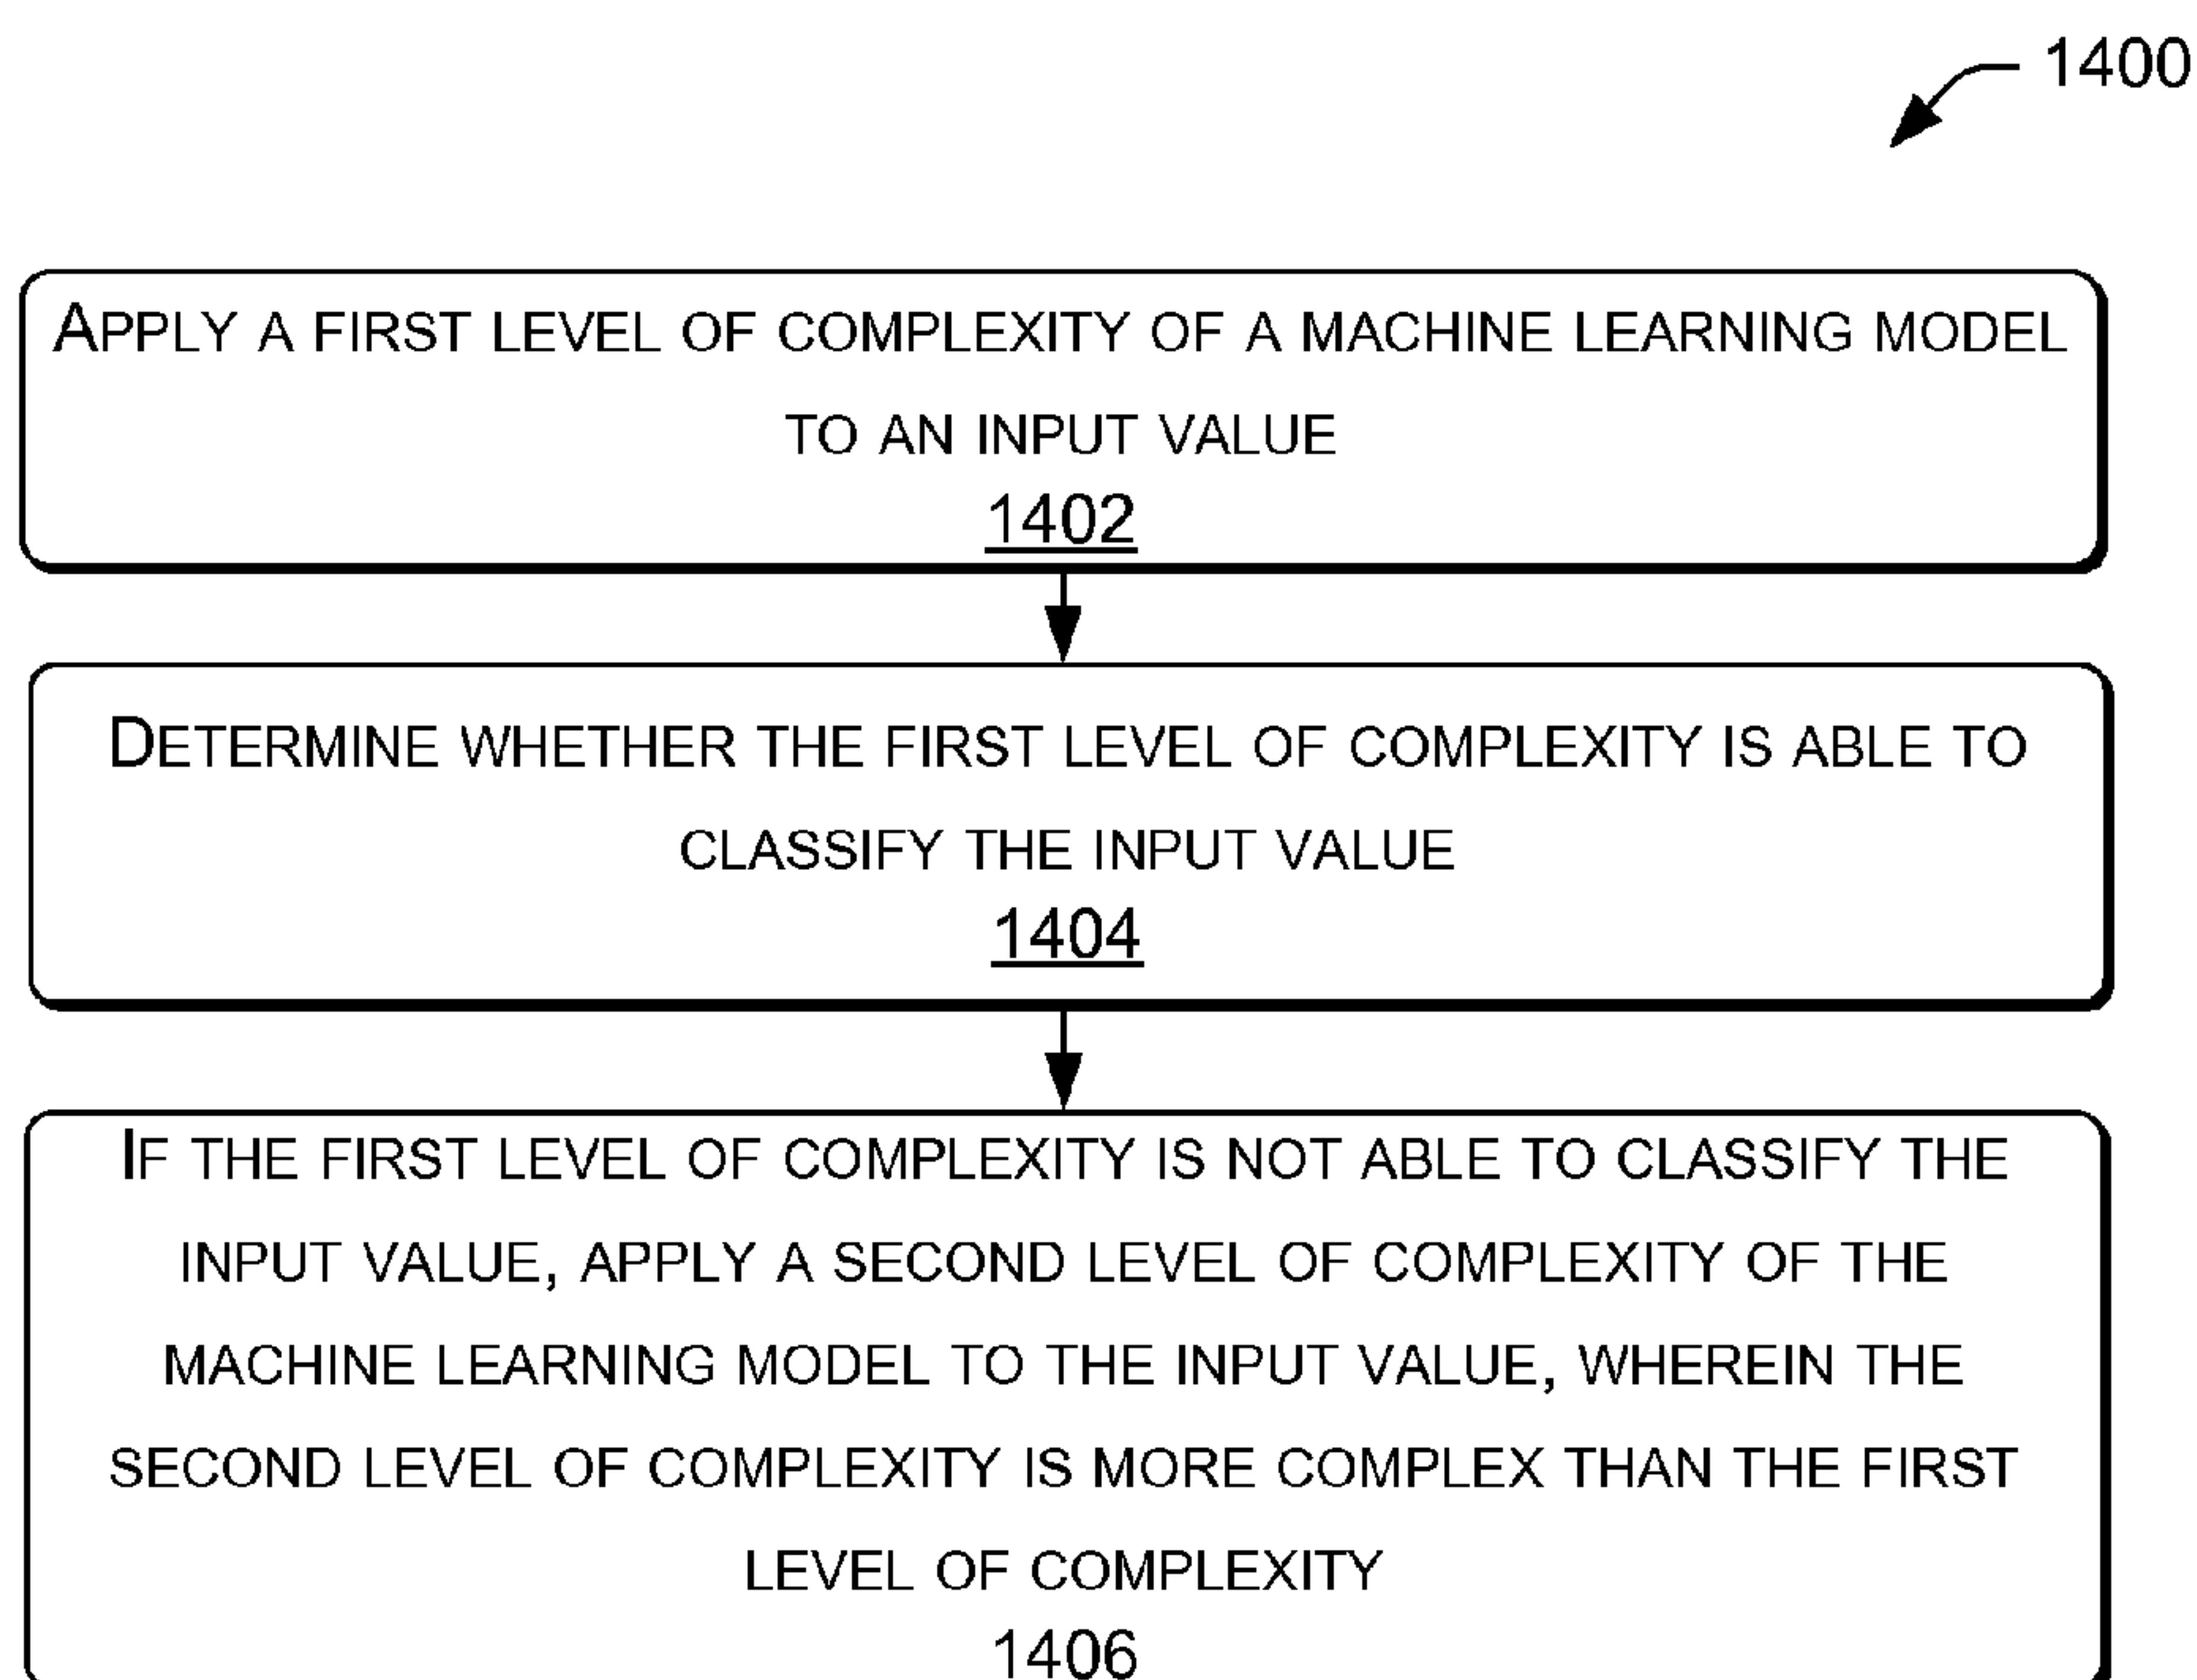 1400
APPLY A FIRST LEVEL OF COMPLEXITY OF A MACHINE LEARNING MODEL
TO AN INPUT VALUE
1402
DETERMINE WHETHER THE FIRST LEVEL OF COMPLEXITY IS ABLE TO
CLASSIFY THE INPUT VALUE
1404
IF THE FIRST LEVEL OF COMPLEXITY IS NOT ABLE TO CLASSIFY THE
INPUT VALUE, APPLY A SECOND LEVEL OF COMPLEXITY OF THE
MACHINE LEARNING MODEL TO THE INPUT VALUE, WHEREIN THE
SECOND LEVEL OF COMPLEXITY IS MORE COMPLEX THAN THE FIRST
LEVEL OF COMPLEXITY
1406